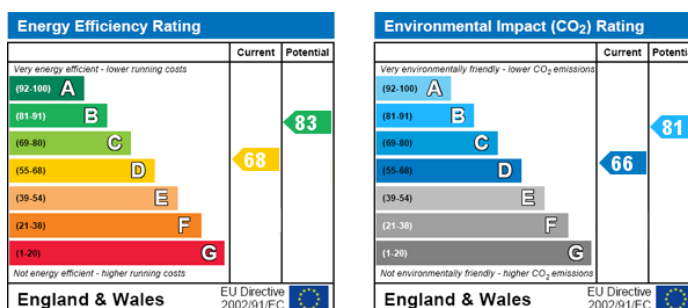 Energy Efficiency Rating
Current Potential
Very energy efficient - lower running costs
(92-100) A
(81-91) B
83
(69-80) C
(55-68) D
68
(39-54) E
(21-38) F
(1-20) G
Not energy efficient - higher running costs
England & Wales
EU Directive
2002/91/EC
Environmental Impact (CO₂) Rating
Current Potential
Very environmentally friendly - lower CO₂ emissions
(92-100) A
(81-91) B
81
(69-80) C
(55-68) D
66
(39-54) E
(21-38) F
(1-20) G
Not environmentally friendly - higher CO₂ emissions
England & Wales
EU Directive
2002/91/EC